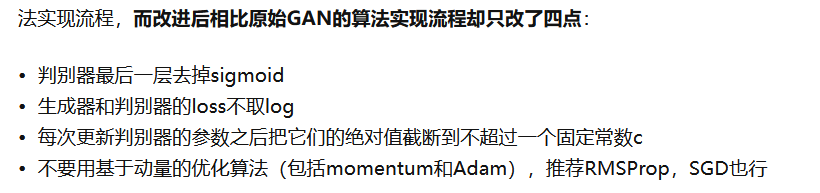 法实现流程，而改进后相比原始GAN的算法实现流程却只改了四点：
• 判别器最后一层去掉sigmoid
• 生成器和判别器的loss不取log
• 每次更新判别器的参数之后把它们的绝对值截断到不超过一个固定常数c
• 不要用基于动量的优化算法（包括momentum和Adam），推荐RMSProp，SGD也行